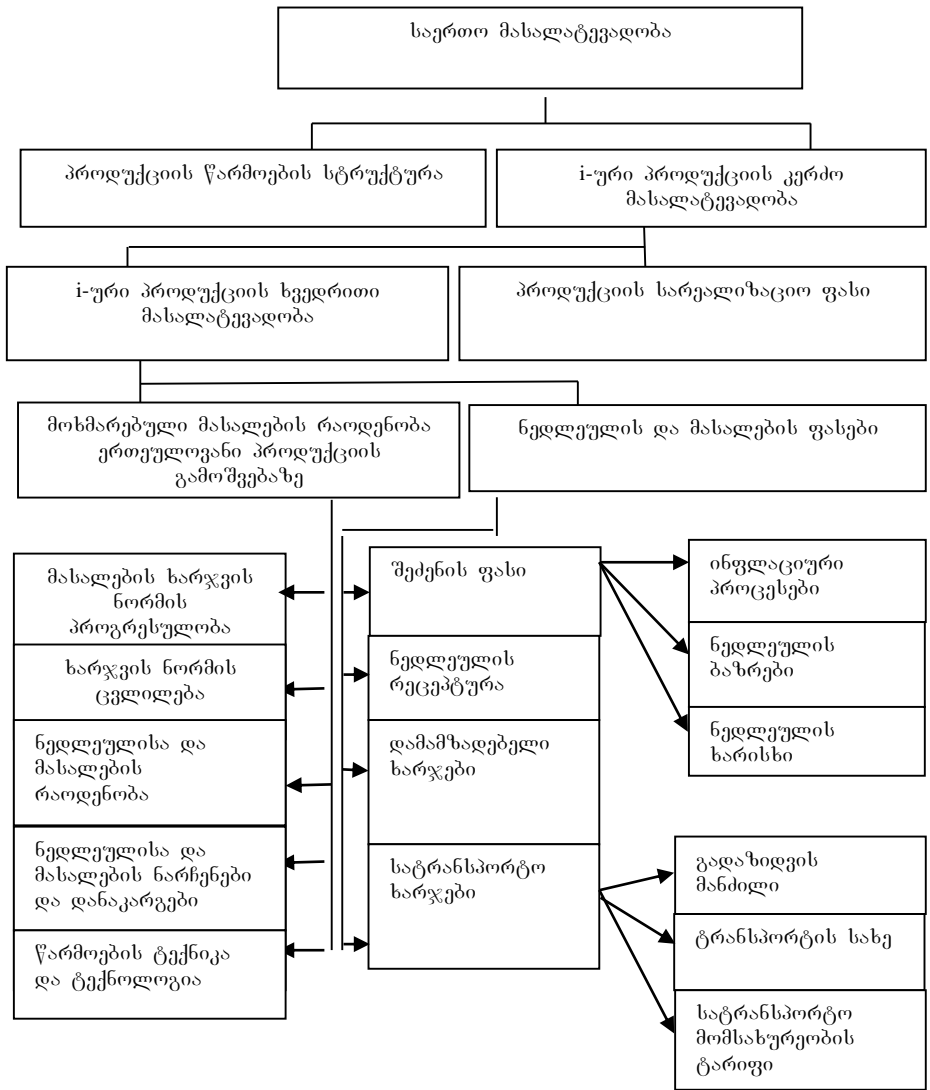 საერთო მასალატევადობა
პროდუქციის წარმოების სტრუქტურა
i-ური პროდუქციის კერძო
მასალატევადობა
i-ური პროდუქციის ხვედრითი
მასალატევადობა
პროდუქციის სარეალიზაციო ფასი
მოხმარებული მასალების რაოდენობა
ერთეულოვანი პროდუქციის
გამოშვებაზე
ნედლეულის და მასალების ფასები
მასალების ხარჯვის
ნორმის
პროგრესულობა
ხარჯვის ნორმის
ცვლილება
ნედლეულისა და
მასალების
რაოდენობა
ნედლეულისა და
მასალების ნარჩენები
და დანაკარგები
წარმოების ტექნიკა
და ტექნოლოგია
შეძენის ფასი
ნედლეულის
რეცეპტურა
დამამზადებელი
ხარჯები
სატრანსპორტო
ხარჯები
ინფლაციური
პროცესები
ნედლეულის
ბაზრები
ნედლეულის
ხარისხი
გადაზიდვის
მანძილი
ტრანსპორტის სახე
სატრანსპორტო
მომსახურეობის
ტარიფი